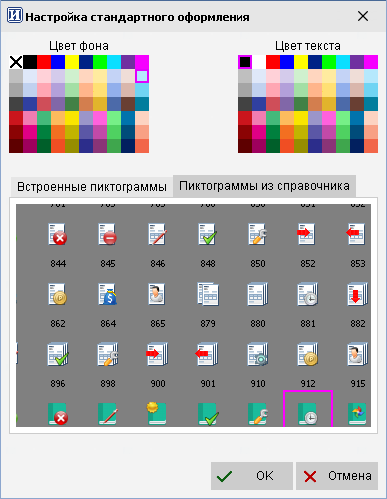 Настройка стандартного оформления
Цвет фона Цвет текста
Встроенные пиктограммы Пиктограммы из справочника
844 845 846 848 850 852 853
862 864 865 879 880 881 882
896 898 900 901 910 912 915
OK Отмена